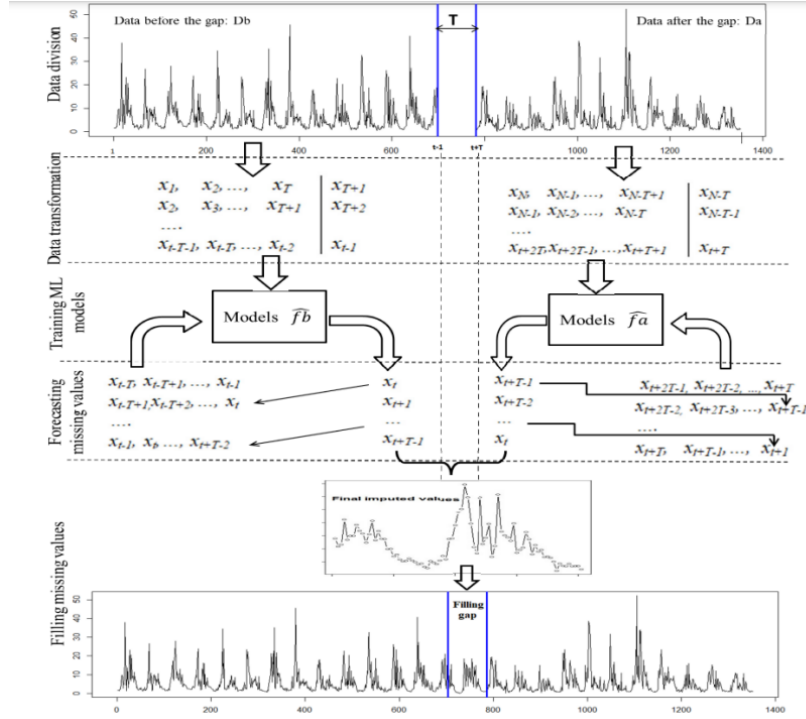 Data before the gap: Db
T
Data after the gap: Da
Data division
0 10 20 30 40 50
1 200 400 600 t-1 t+T 1000 1200 1400
Data transformation
x1, x2,..., xT xT+1
x2, x3,..., xT+1 xT+2
....
xt-T-1, xt-T, ..., xt-2 xt-1
xN, xN-1,..., xN-T+1 xN-T
xN-1, xN-2, ..., xN-T xN-T-1
....
xt+2T,xt+2T-1, ...,xt+T+1 xt+T
Training ML models
Models f̂b
Models f̂a
Forecasting missing values
xt-T, xt-T+1, ..., xt-1
xt-T+1,xt-T+2,..., xt
....
xt-1, xt, ..., xt+T-2
xt
xt+1
...
xt+T-1
xt+T-1
xt+T-2
...
xt
xt+2T-1, xt+2T-2, ..., xt+T
xt+2T-2, xt+2T-3,..., xt+T-1
....
xt+T, xt+T-1, ..., xt+1
Final imputed values
Filling missing values
Filling gap
0 10 20 30 40 50
0 200 400 600 800 1000 1200 1400